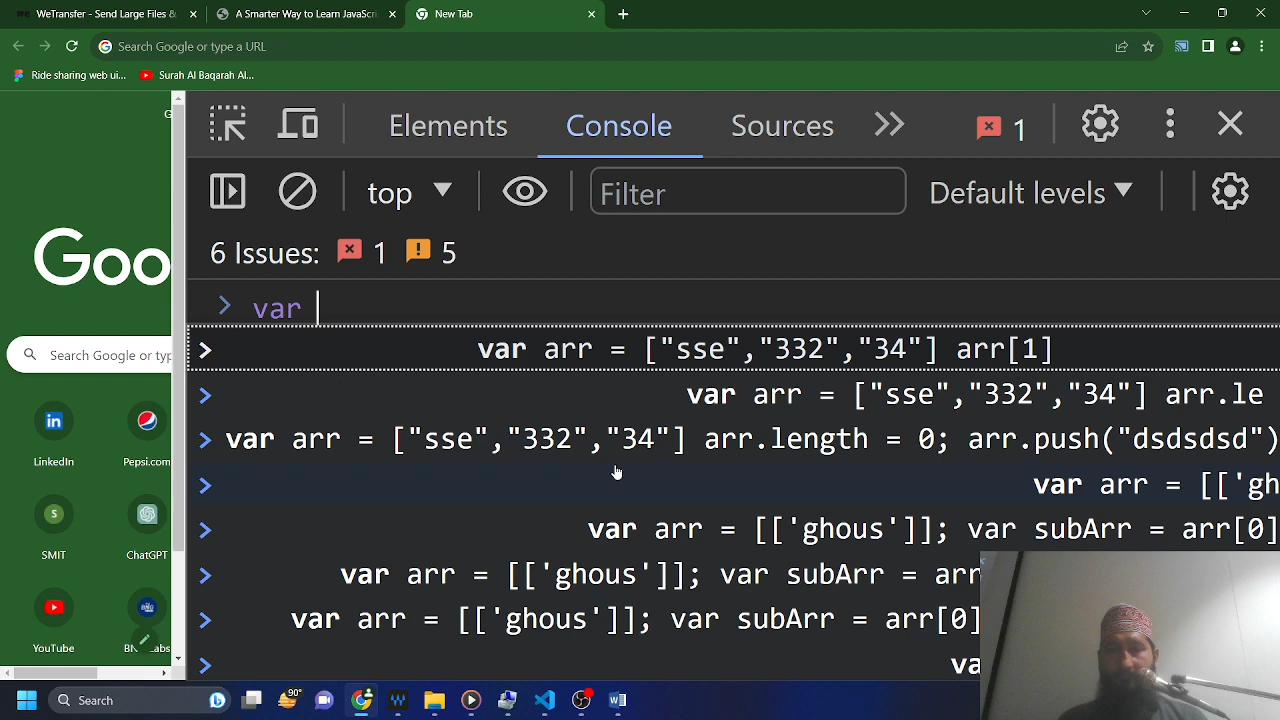 WeTransfer - Send Large Files &
A Smarter Way to Learn JavaScri
New Tab
Search Google or type a URL
Ride sharing web ui...
Surah Al Baqarah Al...
G
Elements
Console
Sources
1
top
Filter
Default levels
6 Issues: 1 5
> var
> var arr = ["sse","332","34"] arr[1]
> var arr = ["sse","332","34"] arr.le
> var arr = ["sse","332","34"] arr.length = 0; arr.push("dsdsdsd")
> var arr = [['gh
> var arr = [['ghous']]; var subArr = arr[0]
> var arr = [['ghous']]; var subArr = arr
> var arr = [['ghous']]; var subArr = arr[0]
> va
Goo
Search Google or typ
LinkedIn
Pepsi.com
S
SMIT
ChatGPT
YouTube
BN Labs
Search
90°